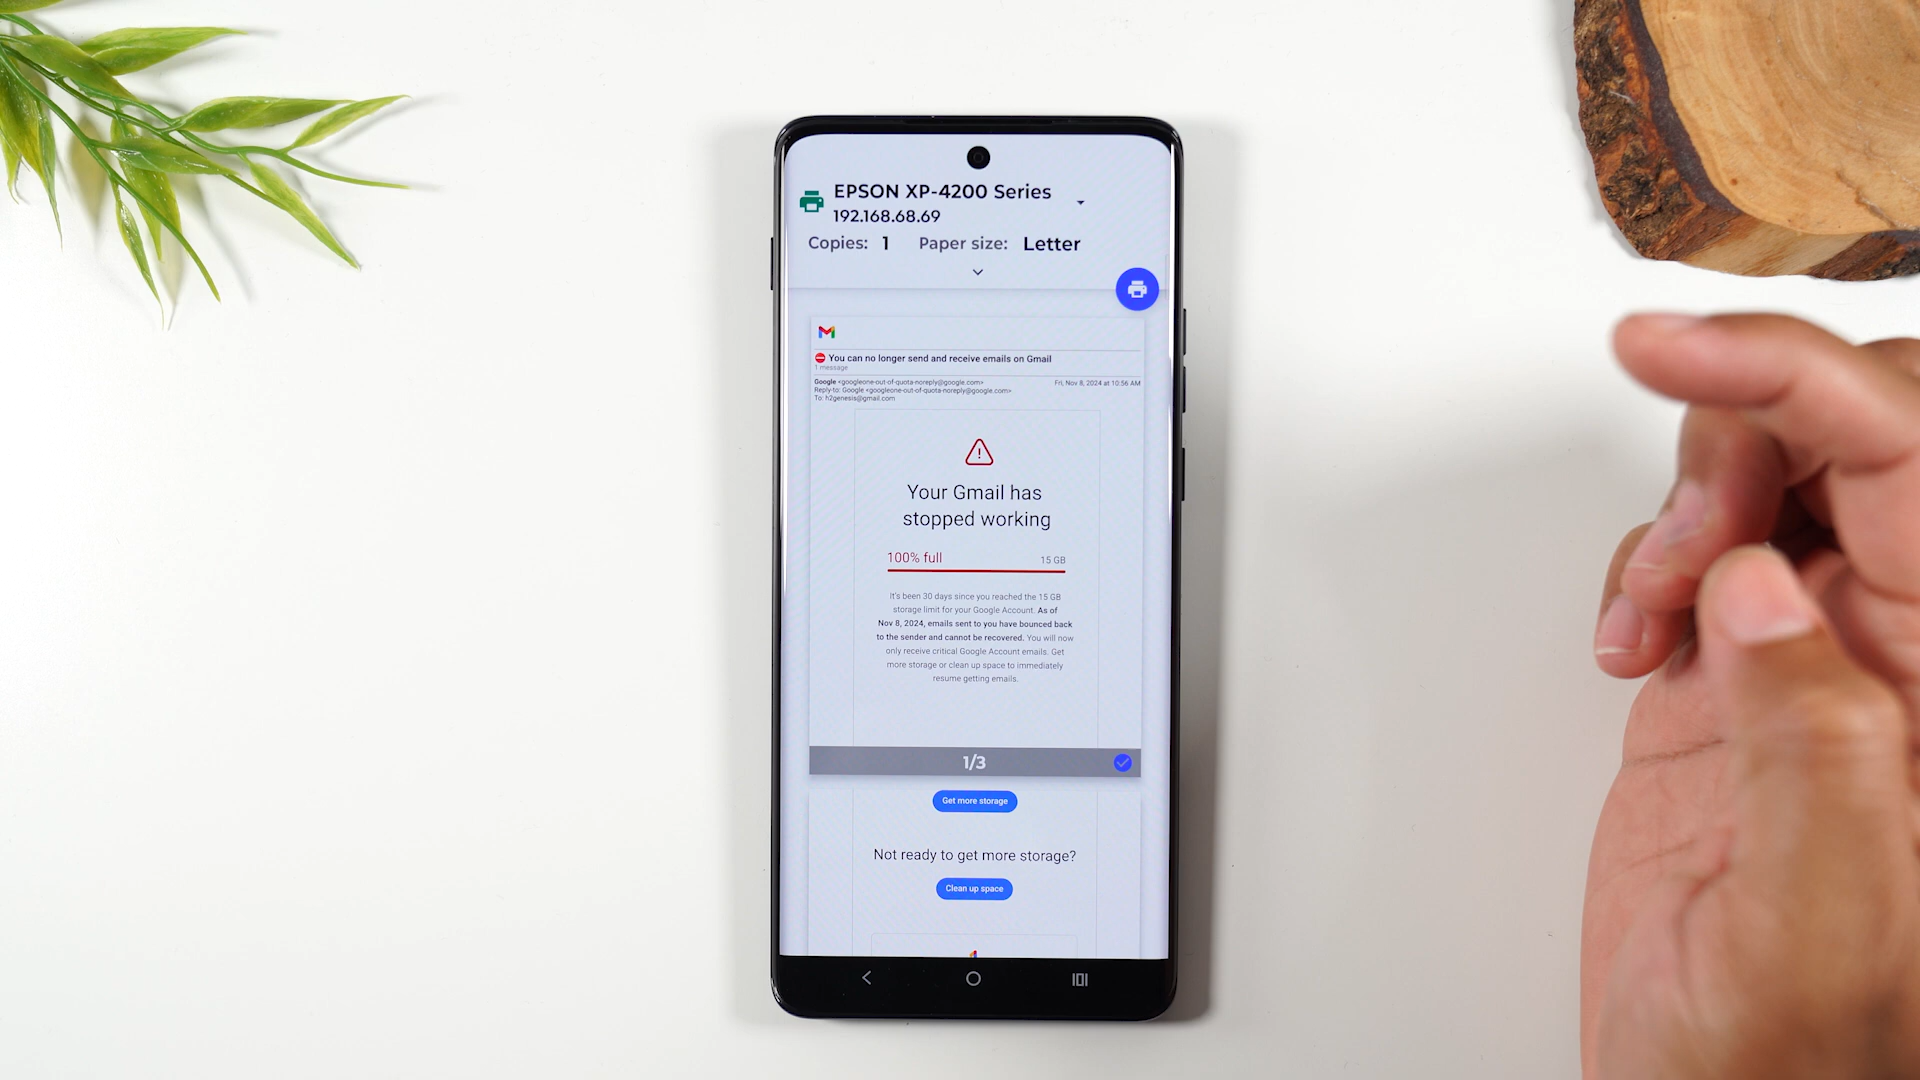 EPSON XP-4200 Series
192.168.68.69
Copies: 1 Paper size: Letter
You can no longer send and receive emails on Gmail
1 message
Google <googleone-out-of-quota-noreply@google.com> Fri, Nov 8, 2024 at 10:56 AM
Reply-to: Google <googleone-out-of-quota-noreply@google.com>
To: h2genesis@gmail.com
Your Gmail has
stopped working
100% full 15 GB
It's been 30 days since you reached the 15 GB
storage limit for your Google Account. As of
Nov 8, 2024, emails sent to you have bounced back
to the sender and cannot be recovered. You will now
only receive critical Google Account emails. Get
more storage or clean up space to immediately
resume getting emails.
1/3
Get more storage
Not ready to get more storage?
Clean up space